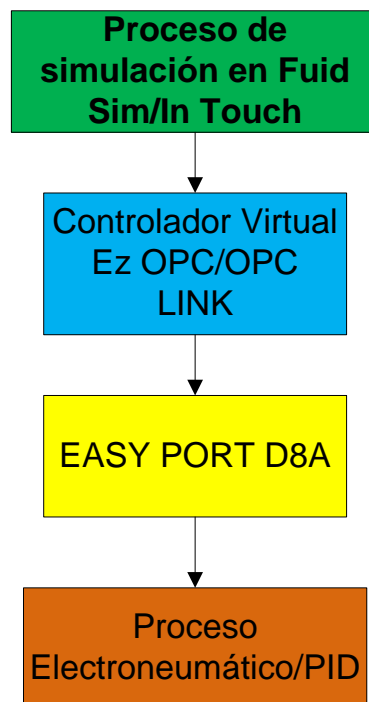 Proceso de
simulación en Fuid
Sim/In Touch
Controlador Virtual
Ez OPC/OPC
LINK
EASY PORT D8A
Proceso
Electroneumático/PID